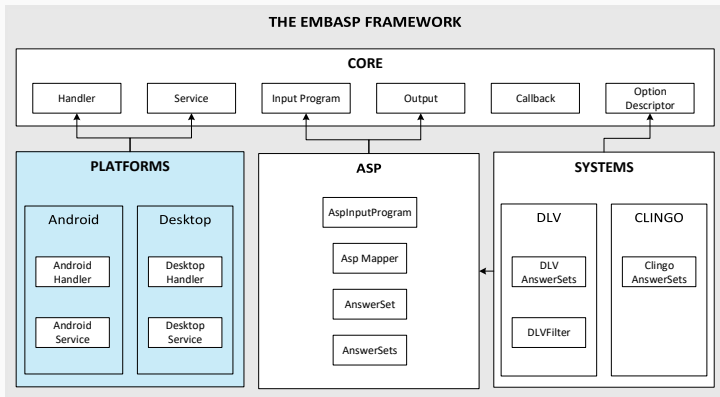 THE EMBASP FRAMEWORK
CORE
Handler
Service
Input Program
Output
Callback
Option
Descriptor
PLATFORMS
Android
Android
Handler
Android
Service
Desktop
Desktop
Handler
Desktop
Service
ASP
AspInputProgram
Asp Mapper
AnswerSet
AnswerSets
SYSTEMS
DLV
DLV
AnswerSets
DLVFilter
CLINGO
Clingo
AnswerSets